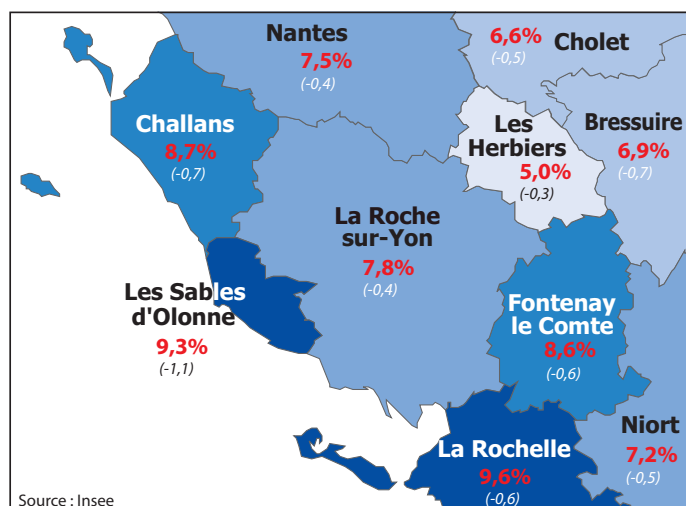 Nantes
7,5%
(-0,4)
6,6%
(-0,5)
Cholet
Challans
8,7%
(-0,7)
Les
Herbiers
5,0%
(-0,3)
Bressuire
6,9%
(-0,7)
La Roche
sur-Yon
7,8%
(-0,4)
Les Sables
d'Olonne
9,3%
(-1,1)
Fontenay
le Comte
8,6%
(-0,6)
Niort
7,2%
(-0,5)
La Rochelle
9,6%
(-0,6)
Source : Insee